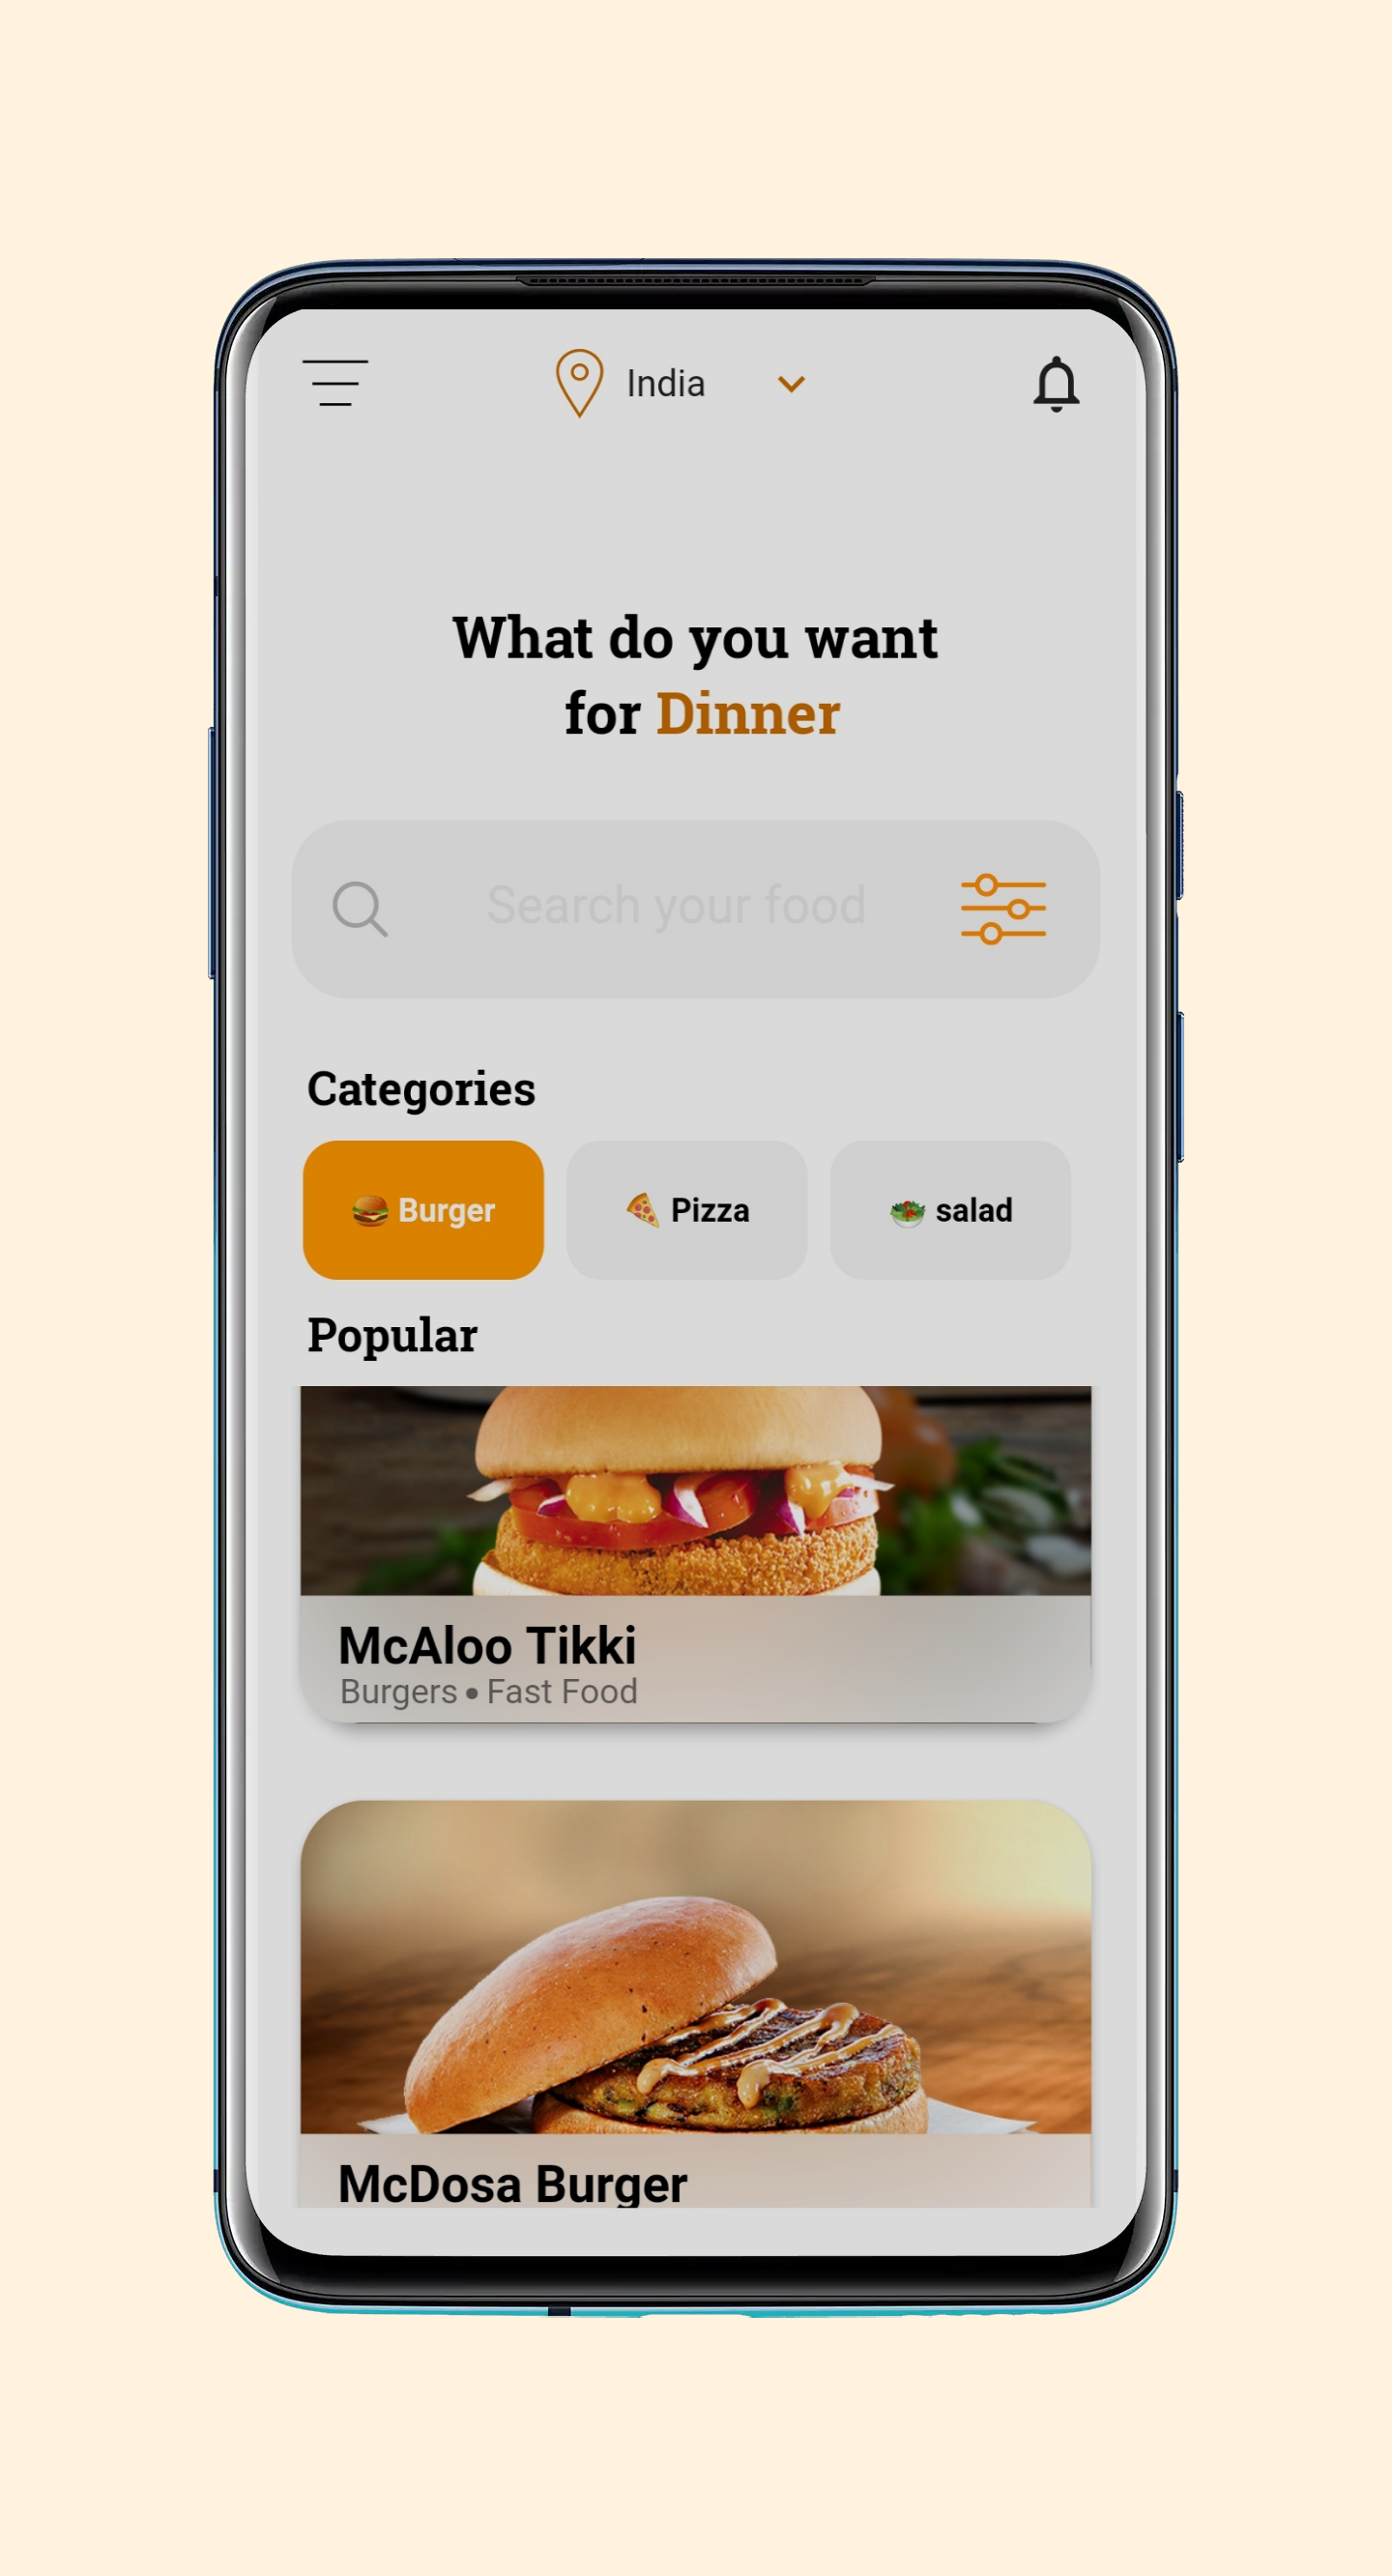 India
What do you want
for Dinner
Search your food
Categories
Burger
Pizza
salad
Popular
McAloo Tikki
Burgers • Fast Food
McDosa Burger